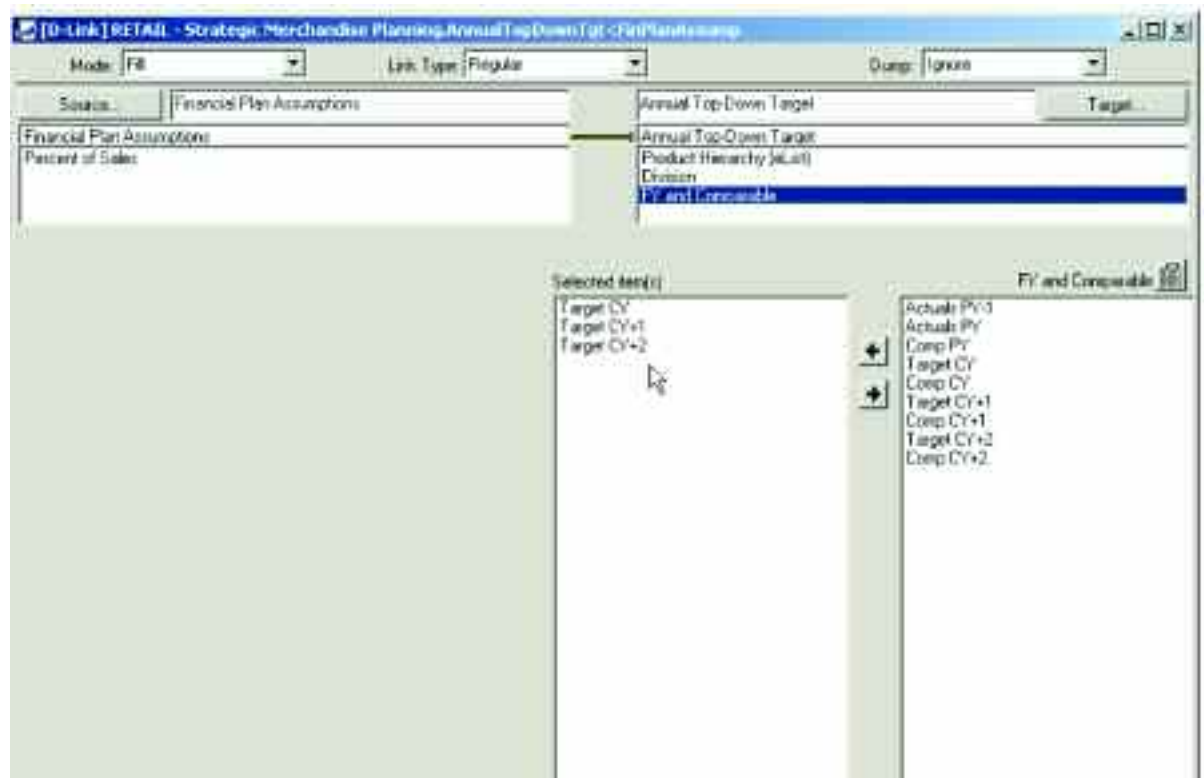 [D-Link] RETAIL - Strategic Merchandise Planning.AnnualTopDownTgt
Mode: Fill Link Type: Regular Dump: Ignore
Source... Financial Plan Assumptions Annual Top-Down Target Target...
Financial Plan Assumptions Annual Top-Down Target
Percent of Sales Product Hierarchy (eList)
Division
FY and Comparable
Selected item(s) FY and Comparable
Target CY Actuals PY-1
Target CY+1 Actuals PY
Target CY+2 Comp PY
Target CY
Comp CY
Target CY+1
Comp CY+1
Target CY+2
Comp CY+2